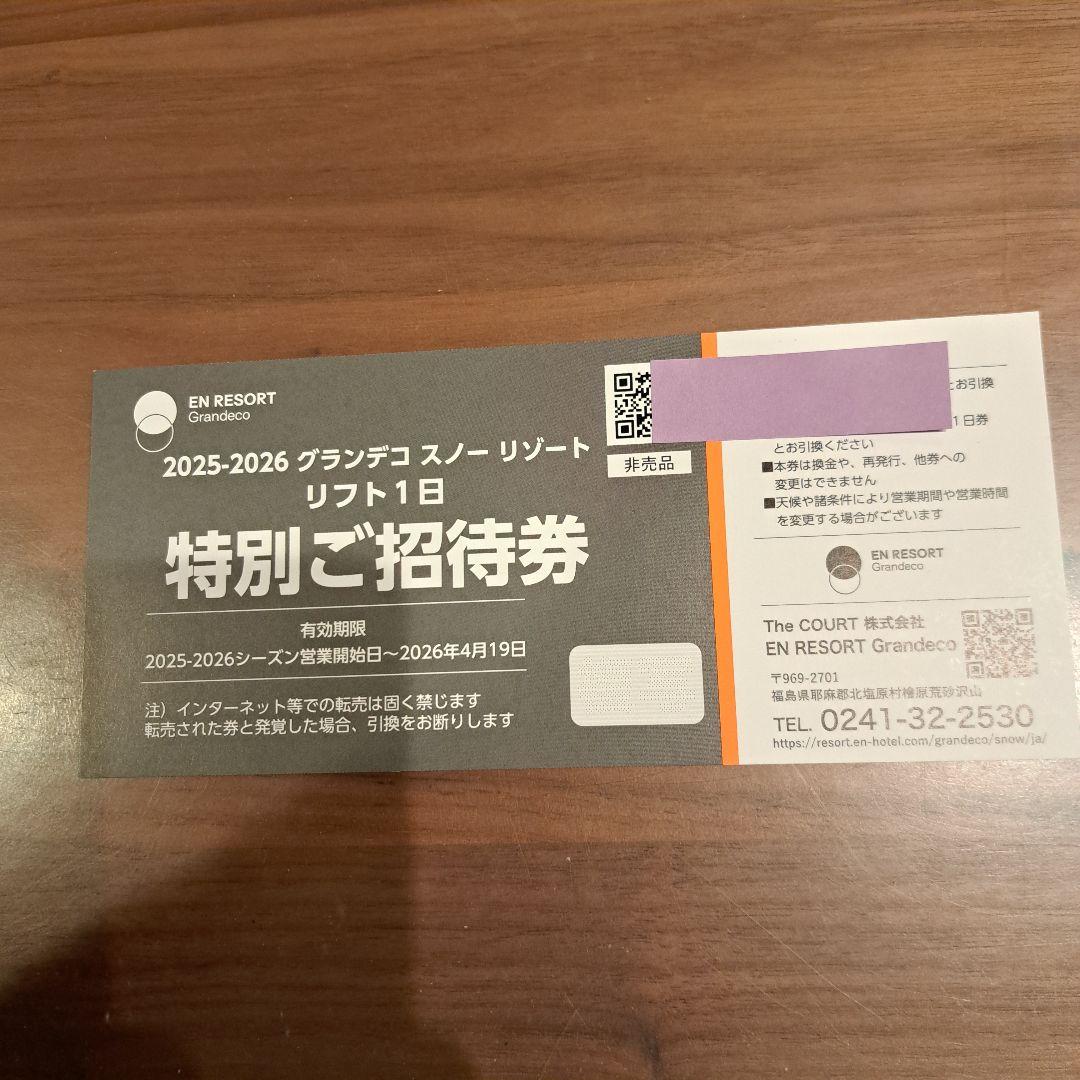 EN RESORT
Grandeco
2025-2026 グランデコ スノー リゾート
リフト1日
特別ご招待券
有効期限
2025-2026シーズン営業開始日〜2026年4月19日
注）インターネット等での転売は固く禁じます
転売された券と発覚した場合、引換をお断りします
非売品
とお引換
1日券
とお引換ください
■本券は換金や、再発行、他券への
変更はできません
■天候や諸条件により営業期間や営業時間
を変更する場合がございます
EN RESORT
Grandeco
The COURT 株式会社
EN RESORT Grandeco
〒969-2701
福島県耶麻郡北塩原村桧原荒砂沢山
TEL. 0241-32-2530
https://resort.en-hotel.com/grandeco/snow/ja/